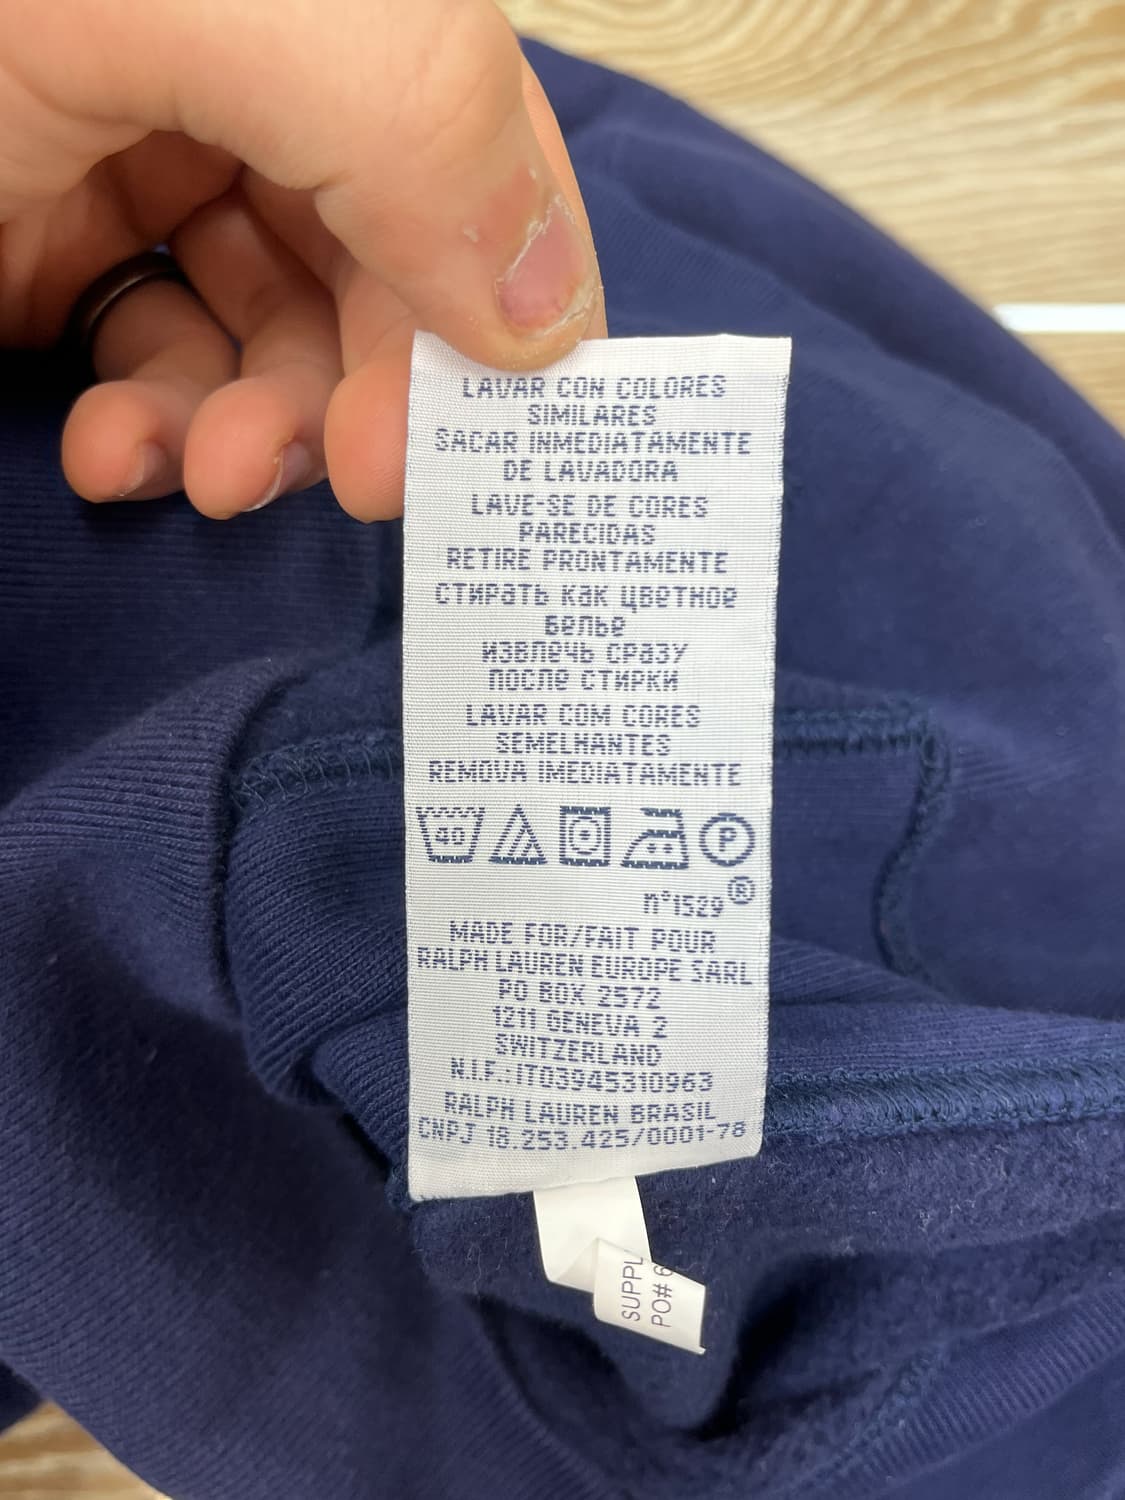 LAVAR CON COLORES
SIMILARES
SACAR INMEDIATAMENTE
DE LAVADORA
LAVE-SE DE CORES
PARECIDAS
RETIRE PRONTAMENTE
СТИРАТЬ КАК ЦВЕТНОЕ
БЕЛЬЕ
ИЗВЛЕЧЬ СРАЗУ
ПОСЛЕ СТИРКИ
LAVAR COM CORES
SEMELHANTES
REMOVA IMEDIATAMENTE
40 P
n°1529®
MADE FOR/FAIT POUR
RALPH LAUREN EUROPE SARL
PO BOX 2572
1211 GENEVA 2
SWITZERLAND
N.I.F.:IT03945310963
RALPH LAUREN BRASIL
CNPJ 18.253.425/0001-78
PO# 6